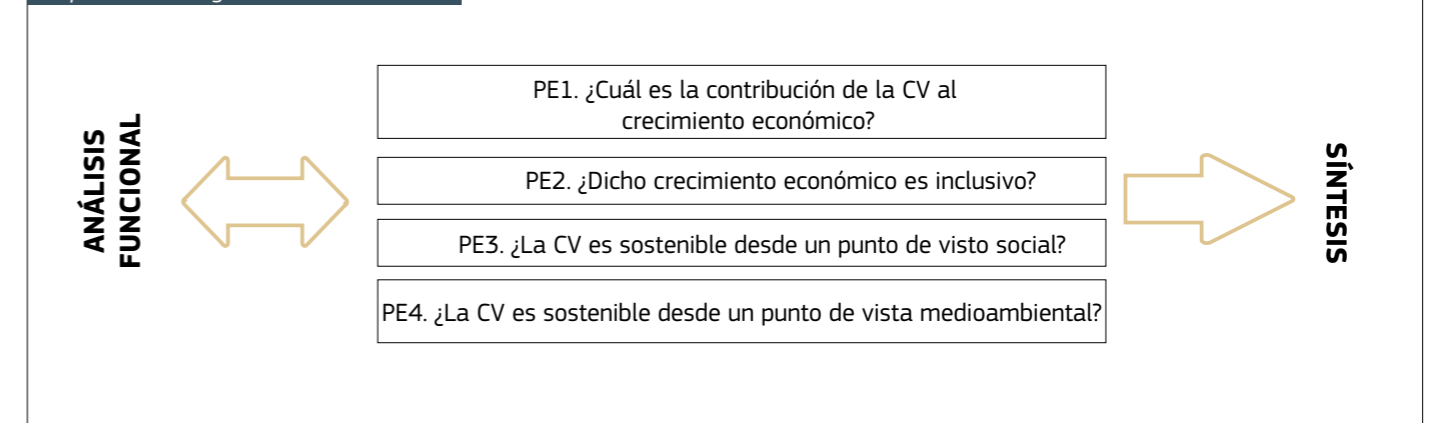 ANÁLISIS
FUNCIONAL
PE1. ¿Cuál es la contribución de la CV al
crecimiento económico?
PE2. ¿Dicho crecimiento económico es inclusivo?
PE3. ¿La CV es sostenible desde un punto de visto social?
PE4. ¿La CV es sostenible desde un punto de vista medioambiental?
SÍNTESIS